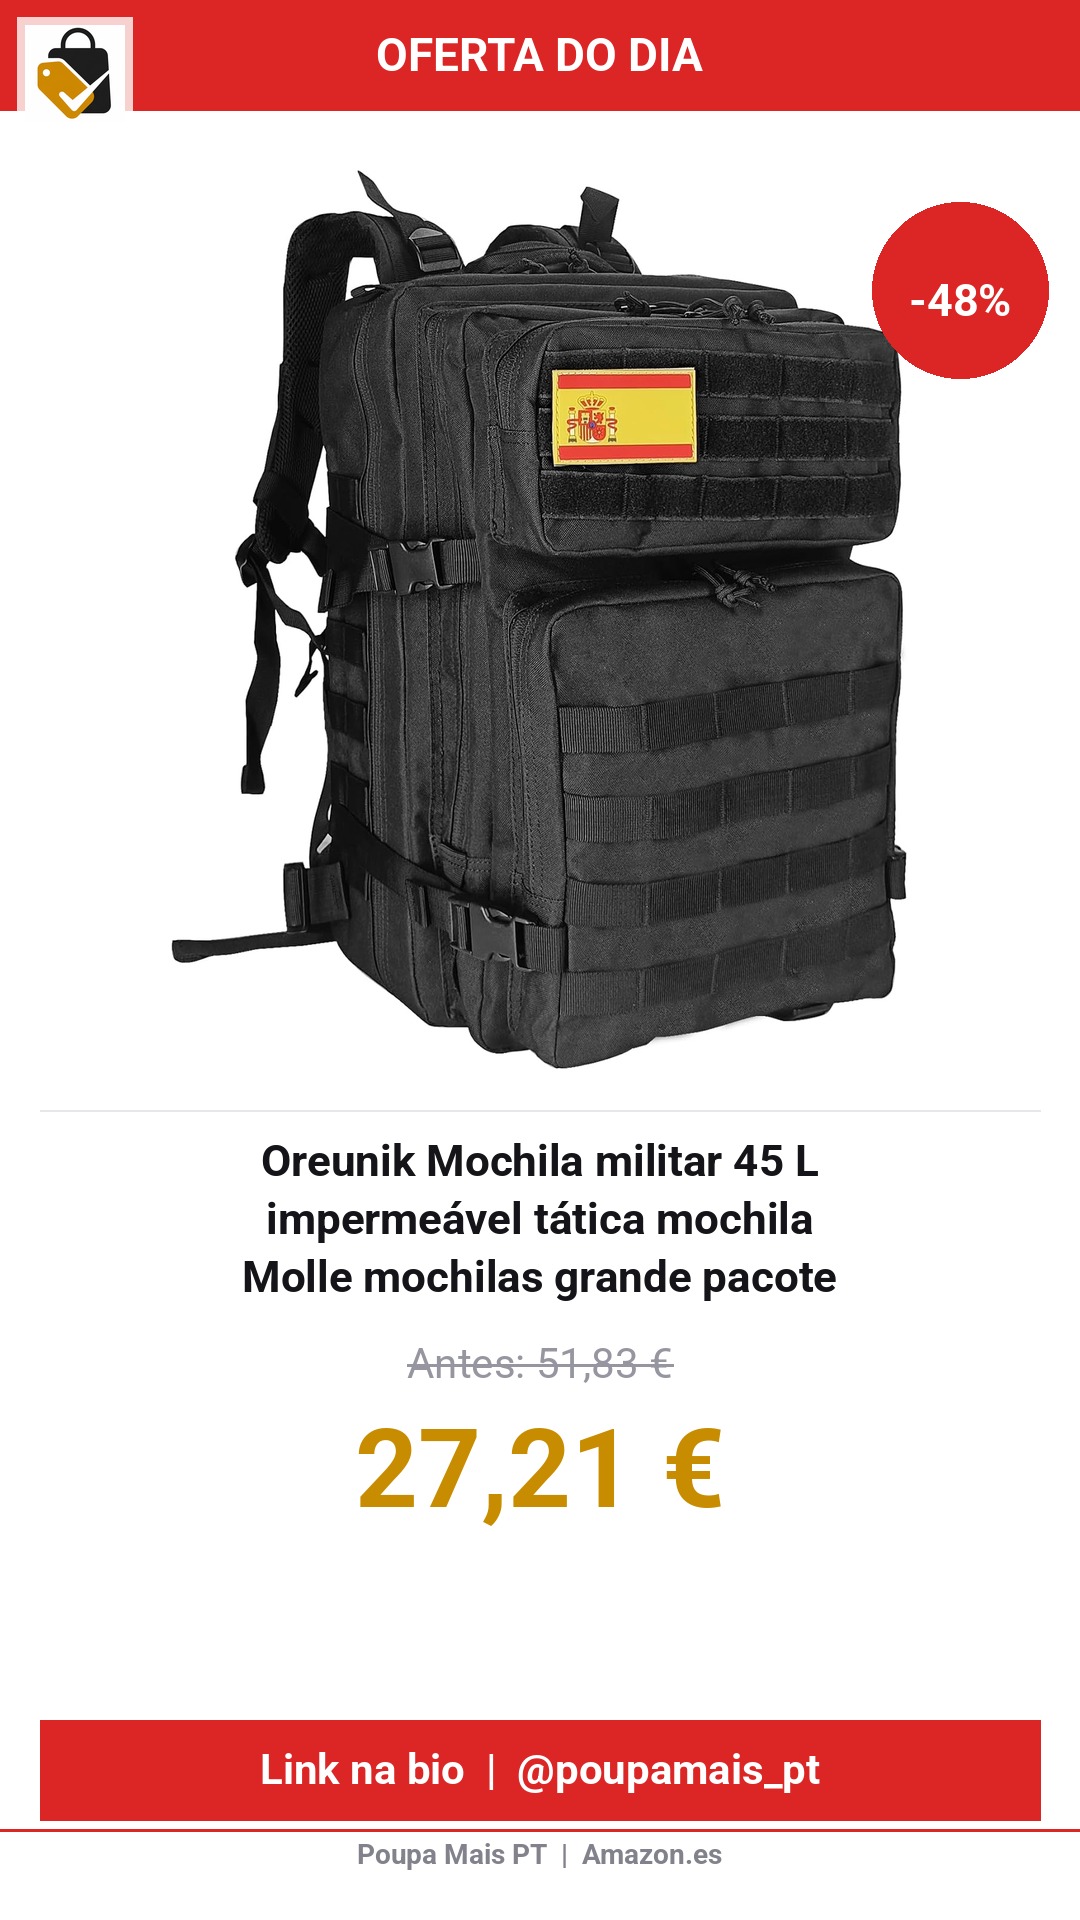 OFERTA DO DIA
-48%
Oreunik Mochila militar 45 L
impermeável tática mochila
Molle mochilas grande pacote
Antes: 51,83 €
27,21 €
Link na bio | @poupamais_pt
Poupa Mais PT | Amazon.es